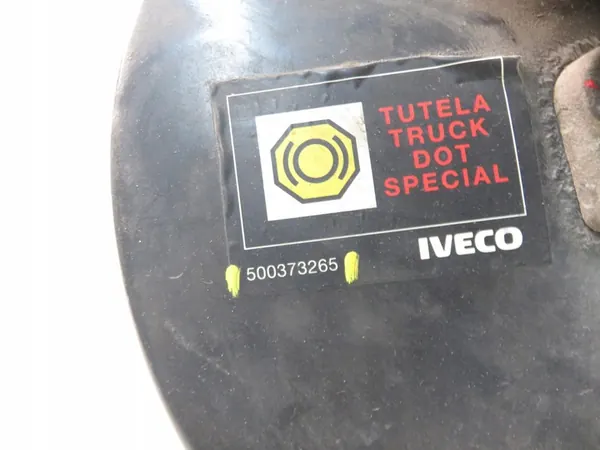 TUTELA
TRUCK
DOT
SPECIAL
IVECO
500373265